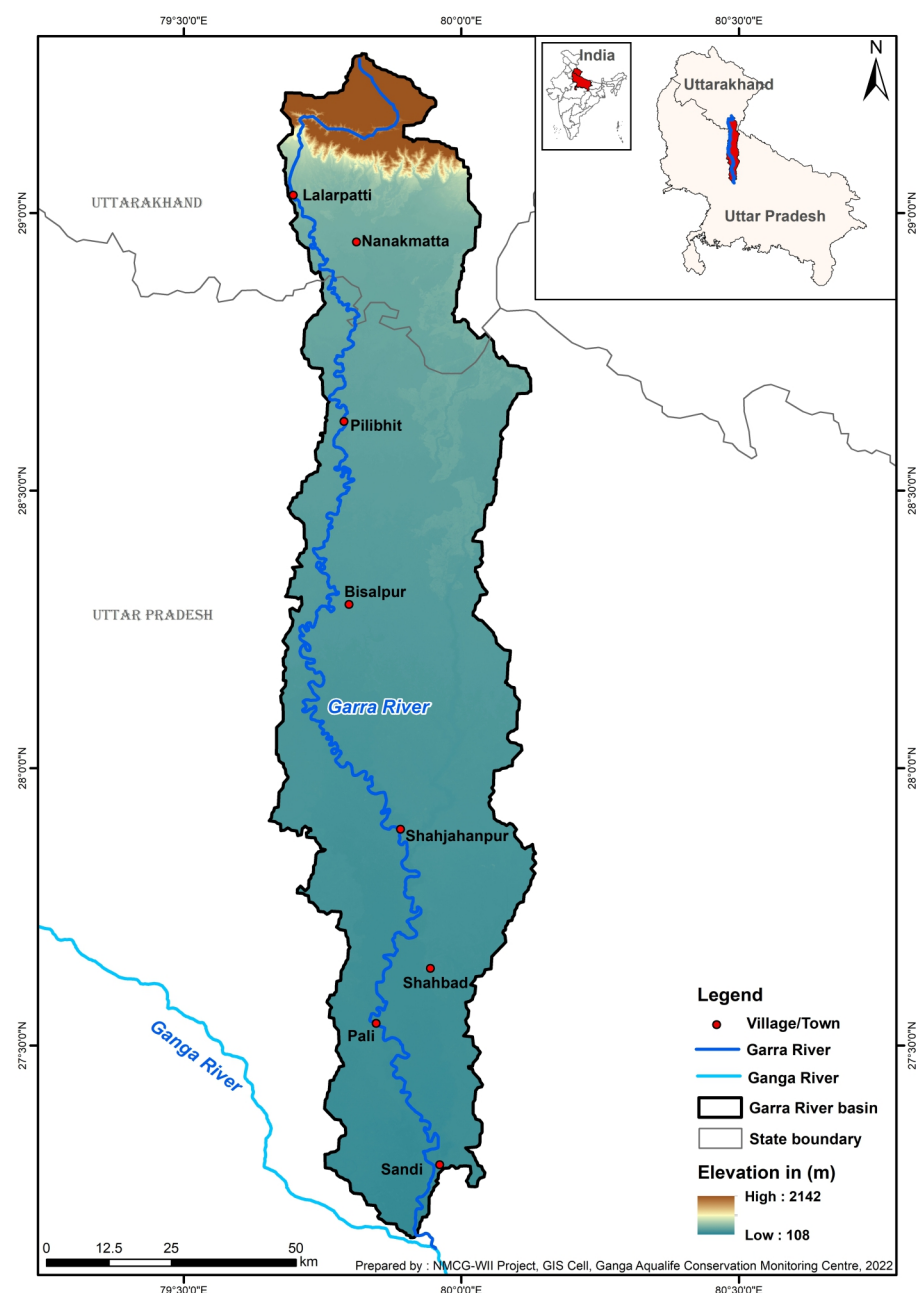 79°30'0"E
80°0'0"E
80°30'0"E
India
N
Uttarakhand
Uttar Pradesh
29°0'0"N
29°0'0"N
UTTARAKHAND
Lalarpatti
Nanakmatta
Pilibhit
28°30'0"N
28°30'0"N
Bisalpur
UTTAR PRADESH
Garra River
28°0'0"N
28°0'0"N
Shahjahanpur
Shahbad
Pali
Ganga River
27°30'0"N
27°30'0"N
Sandi
Legend
Village/Town
Garra River
Ganga River
Garra River basin
State boundary
Elevation in (m)
High : 2142
Low : 108
0 12.5 25 50
km
Prepared by : NMCG-WII Project, GIS Cell, Ganga Aqualife Conservation Monitoring Centre, 2022
79°30'0"E
80°0'0"E
80°30'0"E